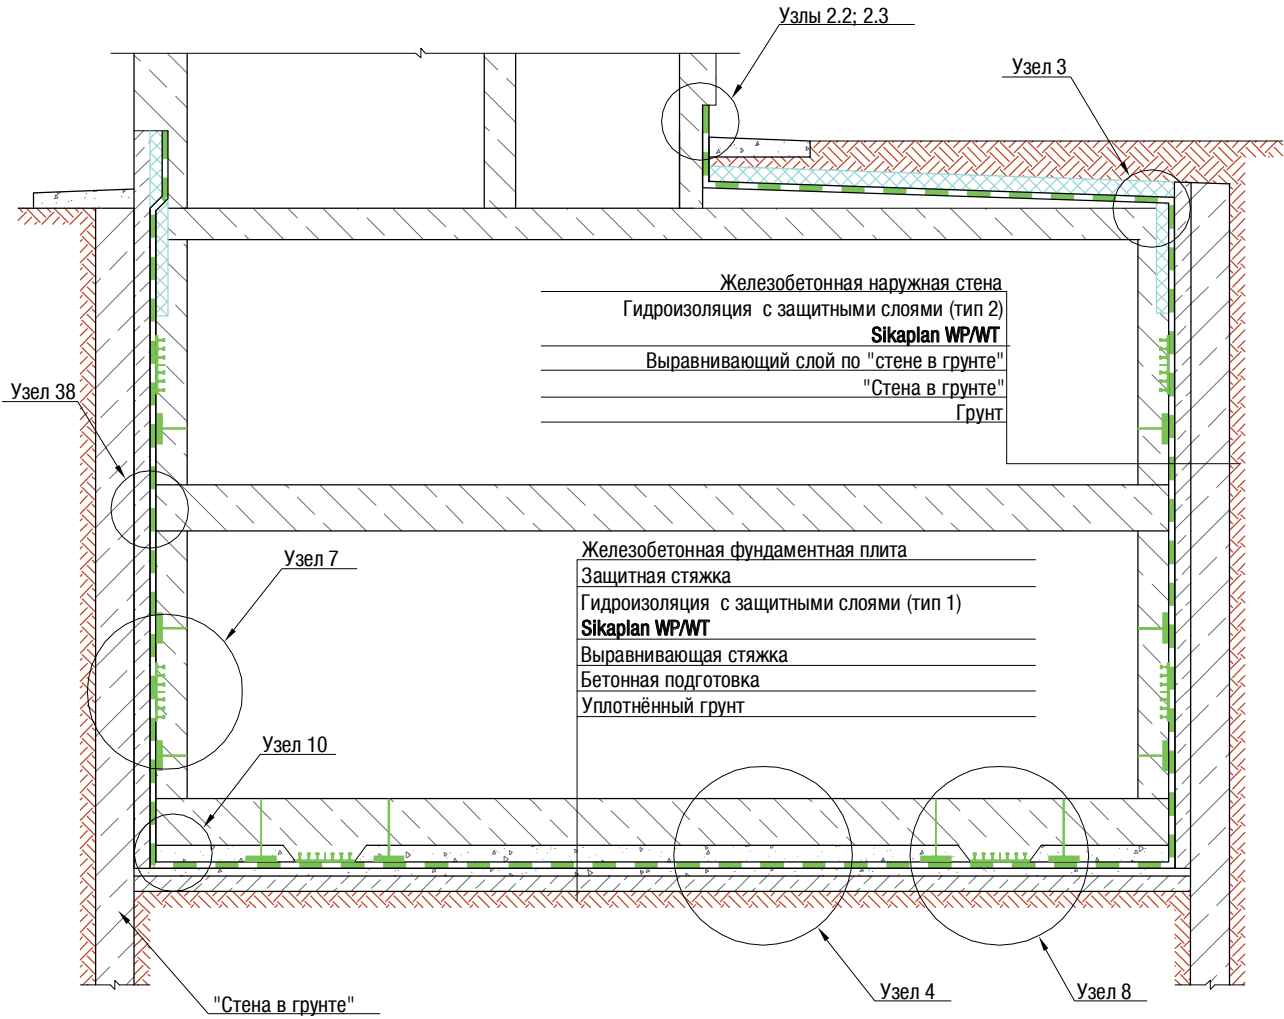 Узлы 2.2; 2.3
Узел 3
Железобетонная наружная стена
Гидроизоляция с защитными слоями (тип 2)
Sikaplan WP/WT
Выравнивающий слой по "стене в грунте"
"Стена в грунте"
Грунт
Узел 38
Узел 7
Железобетонная фундаментная плита
Защитная стяжка
Гидроизоляция с защитными слоями (тип 1)
Sikaplan WP/WT
Выравнивающая стяжка
Бетонная подготовка
Уплотнённый грунт
Узел 10
"Стена в грунте"
Узел 4
Узел 8